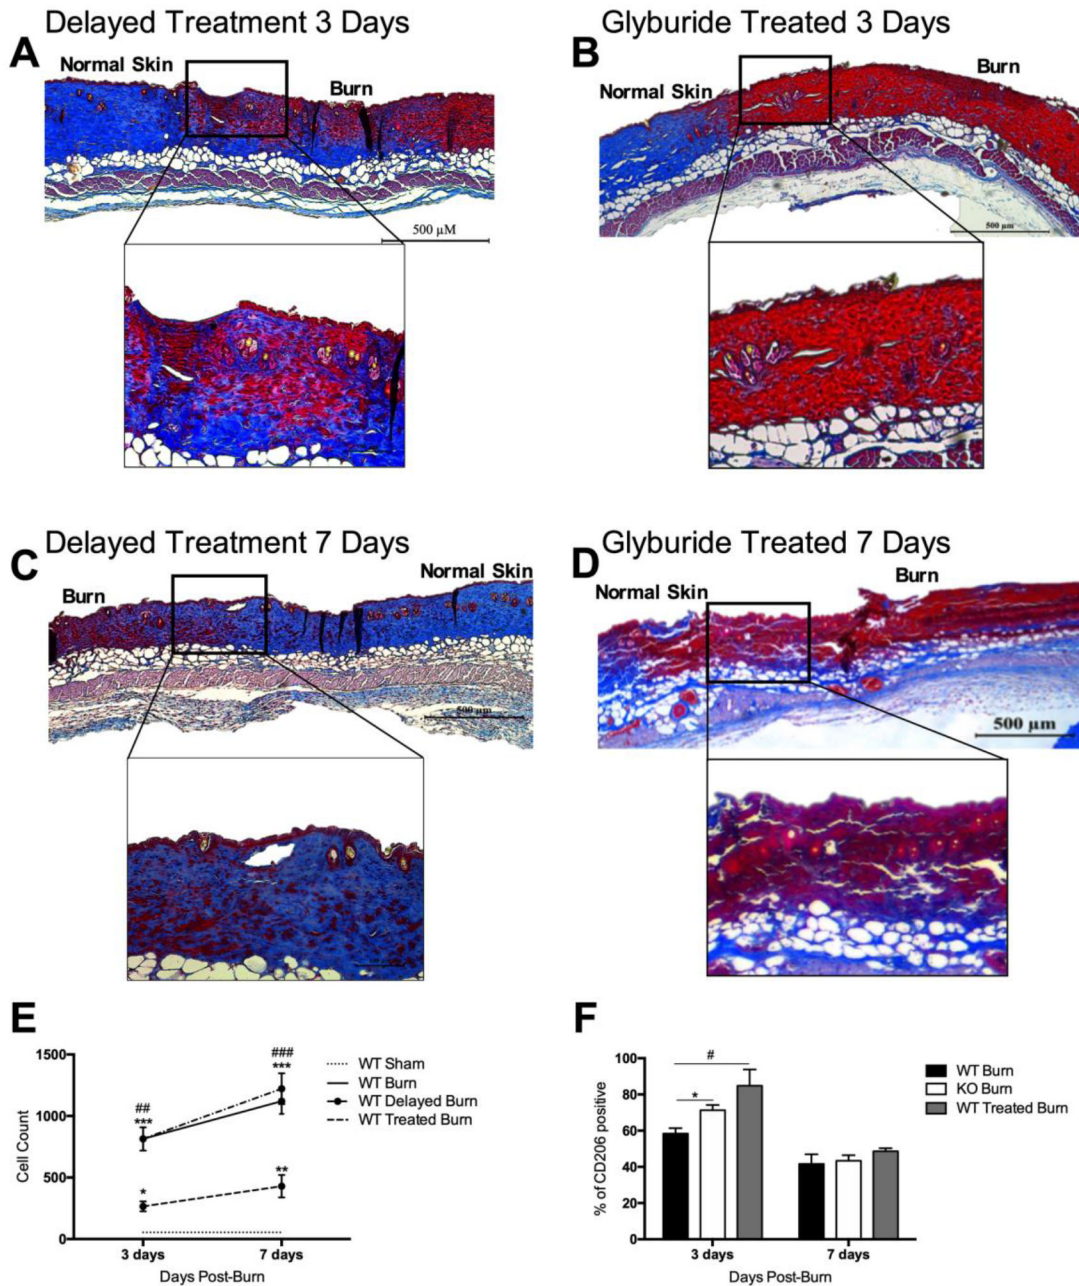 Delayed Treatment 3 Days
A
Normal Skin
Burn
500 µM
Glyburide Treated 3 Days
B
Normal Skin
Burn
500 µm
Delayed Treatment 7 Days
C
Burn
Normal Skin
500 µm
Glyburide Treated 7 Days
D
Normal Skin
Burn
500 µm
E
1500
1000
500
0
Cell Count
##
***
*
###
***
**
3 days
7 days
Days Post-Burn
WT Sham
WT Burn
WT Delayed Burn
WT Treated Burn
F
100
80
60
40
20
0
% of CD206 positive
#
*
3 days
7 days
Days Post-Burn
WT Burn
KO Burn
WT Treated Burn